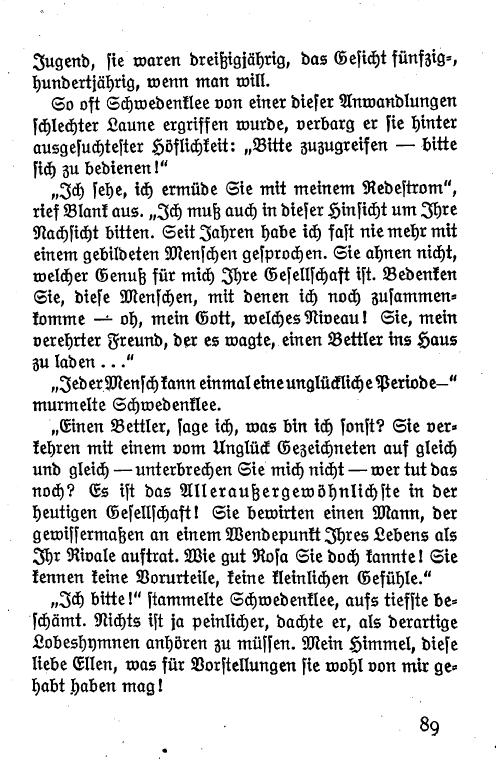 Jugend, sie waren dreißigjährig, das Gesicht fünfzig-,
hundertjährig, wenn man will.
So oft Schwedenklee von einer dieser Anwandlungen
schlechter Laune ergriffen wurde, verbarg er sie hinter
ausgesuchtester Höflichkeit: „Bitte zuzugreifen — bitte
sich zu bedienen!“
„Ich sehe, ich ermüde Sie mit meinem Redestrom“,
rief Blank aus. „Ich muß auch in dieser Hinsicht um Ihre
Nachsicht bitten. Seit Jahren habe ich fast nie mehr mit
einem gebildeten Menschen gesprochen. Sie ahnen nicht,
welcher Genuß für mich Ihre Gesellschaft ist. Bedenken
Sie, diese Menschen, mit denen ich noch zusammen-
komme — oh, mein Gott, welches Niveau! Sie, mein
verehrter Freund, der es wagte, einen Bettler ins Haus
zu laden ...“
„Jeder Mensch kann einmal eine unglückliche Periode—“
murmelte Schwedenklee.
„Einen Bettler, sage ich, was bin ich sonst? Sie ver-
kehren mit einem vom Unglück Gezeichneten auf gleich
und gleich — unterbrechen Sie mich nicht — wer tut das
noch? Es ist das Alleraußergewöhnlichste in der
heutigen Gesellschaft! Sie bewirten einen Mann, der
gewissermaßen an einem Wendepunkt Ihres Lebens als
Ihr Rivale auftrat. Wie gut Rosa Sie doch kannte! Sie
kennen keine Vorurteile, keine kleinlichen Gefühle.“
„Ich bitte!“ stammelte Schwedenklee, aufs tiefste be-
schämt. Nichts ist ja peinlicher, dachte er, als derartige
Lobeshymnen anhören zu müssen. Mein Himmel, diese
liebe Ellen, was für Vorstellungen sie wohl von mir ge-
habt haben mag!
89